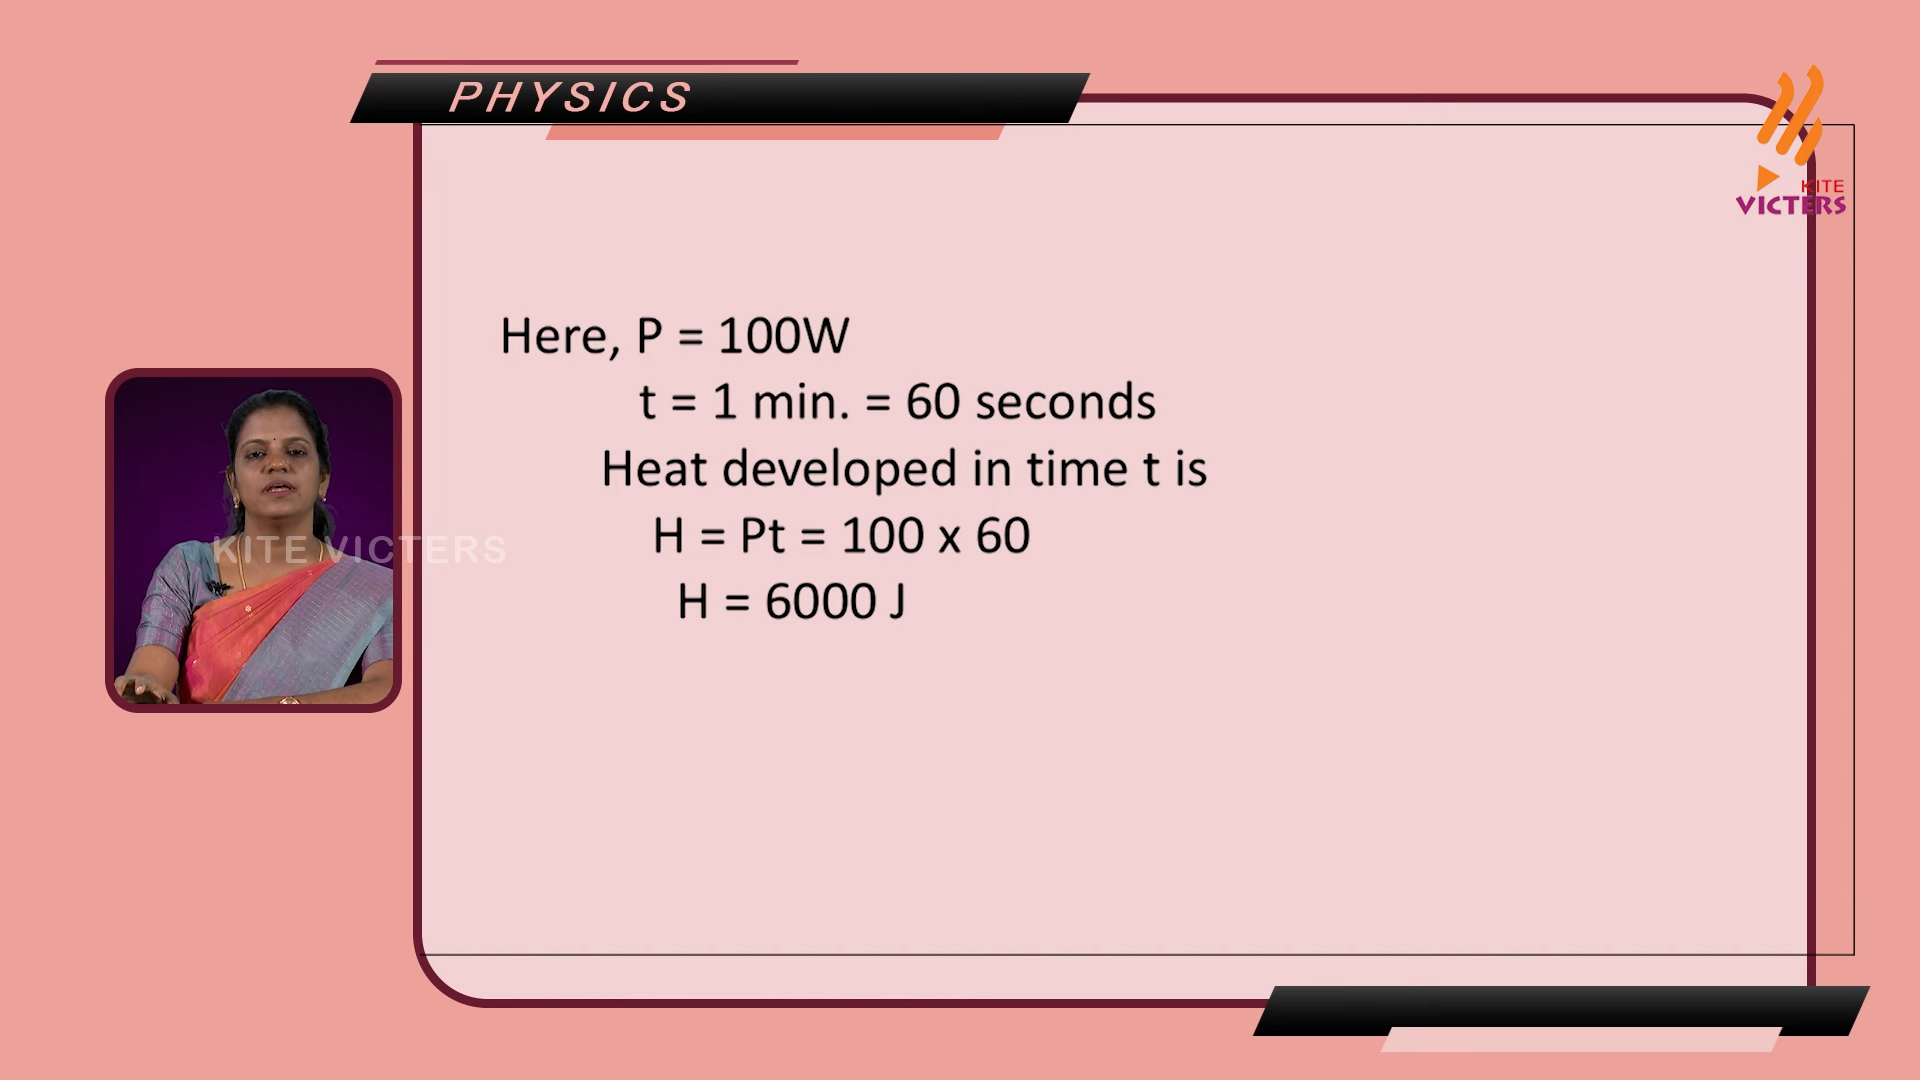 PHYSICS
KITE
VICTERS
Here, P = 100W
t = 1 min. = 60 seconds
Heat developed in time t is
H = Pt = 100 x 60
H = 6000 J
KITE VICTERS